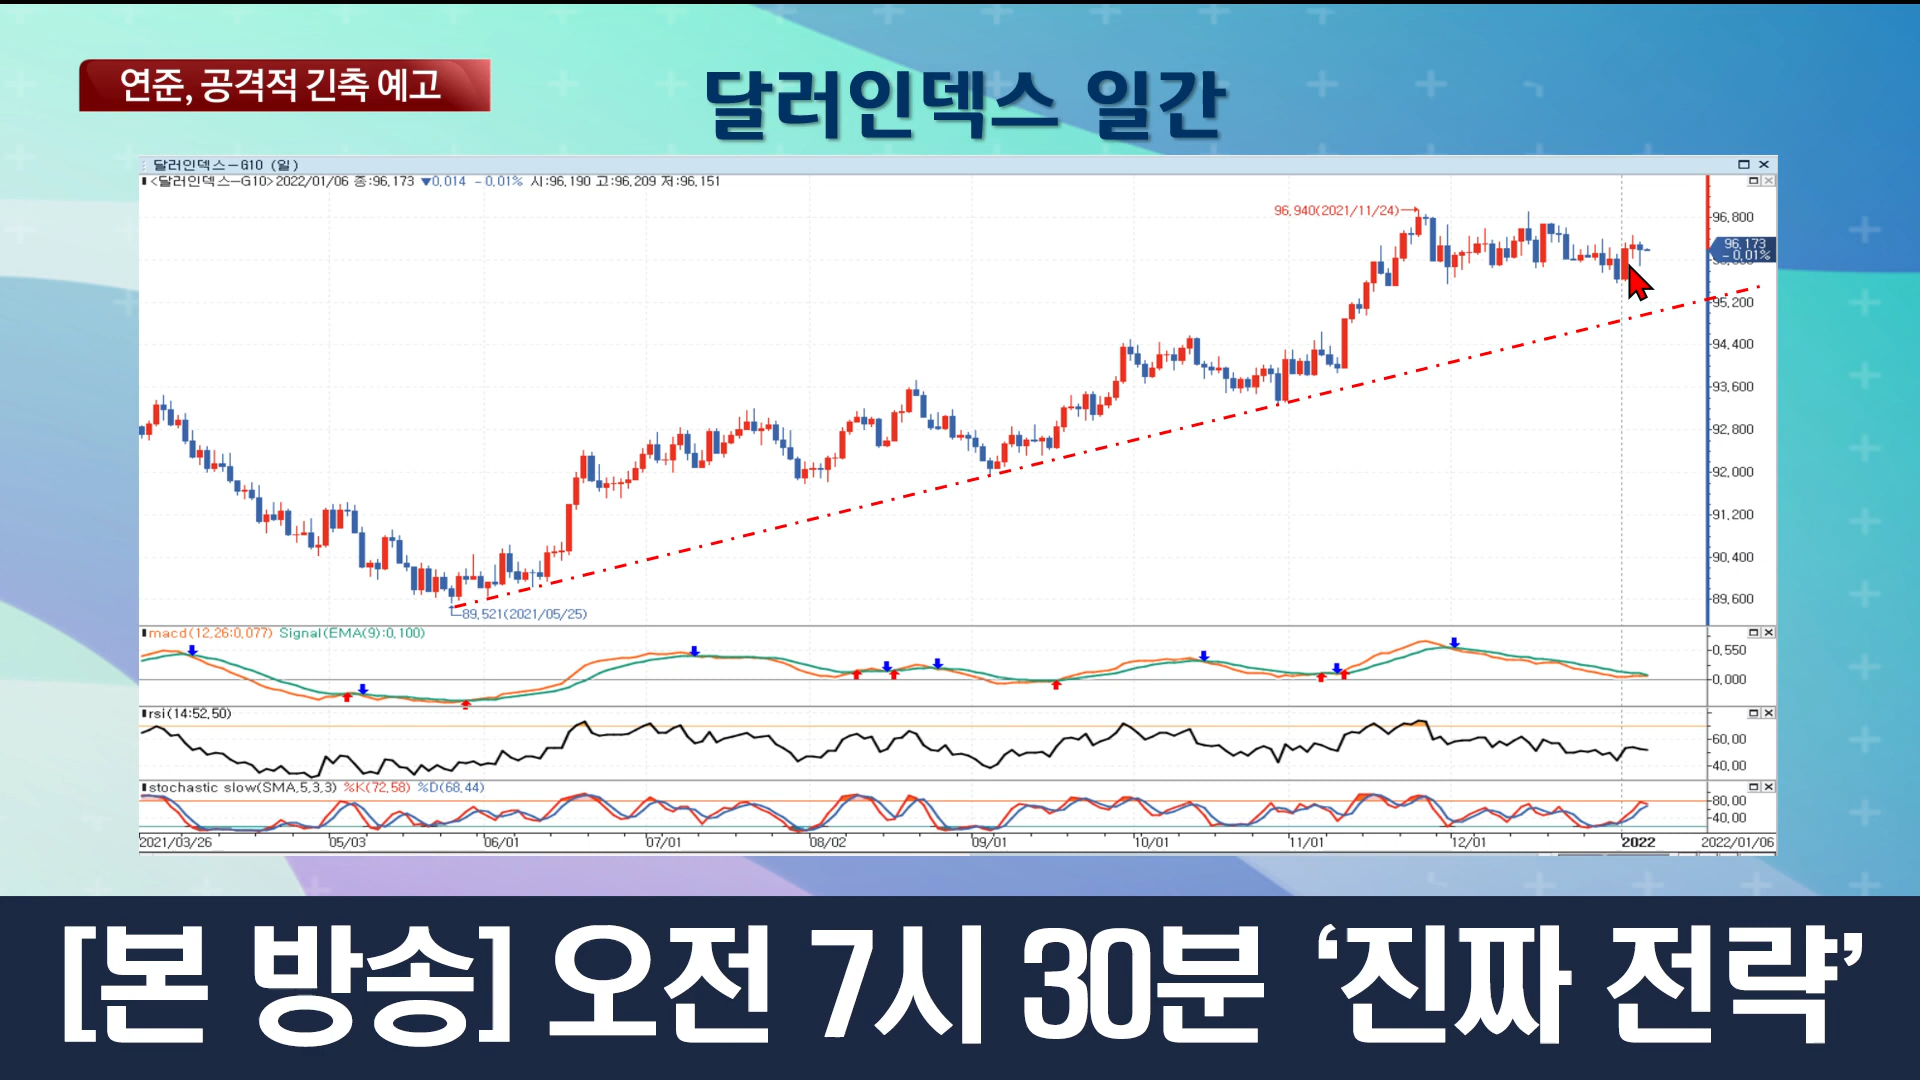 연준, 공격적 긴축 예고
달러인덱스 일간
달러인덱스-G10 (일)
<달러인덱스-G10>2022/01/06 종:96,173 ▼0,014 -0,01% 시:96,190 고:96,209 저:96,151
96,940(2021/11/24)
96,800
96,173
-0,01%
95,200
94,400
93,600
92,800
92,000
91,200
90,400
89,600
89,521(2021/05/25)
macd(12,26:0,077) Signal(EMA(9):0,100)
0,550
0,000
rsi(14:52,50)
60,00
40,00
stochastic slow(SMA,5,3,3) %K(72,58) %D(68,44)
80,00
40,00
2021/03/26 05/03 06/01 07/01 08/02 09/01 10/01 11/01 12/01 2022 2022/01/06
[본 방송] 오전 7시 30분 ‘진짜 전략’